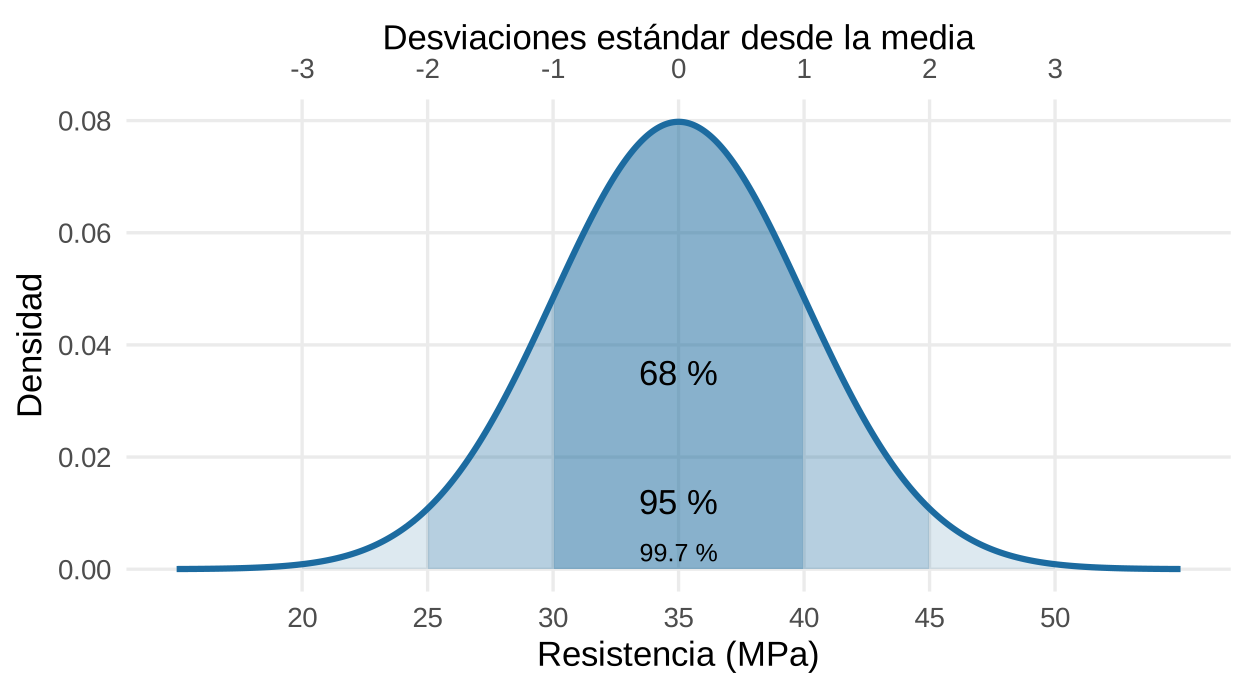 Desviaciones estándar desde la media
-3 -2 -1 0 1 2 3
0.08
0.06
0.04
0.02
0.00
Densidad
68 %
95 %
99.7 %
20 25 30 35 40 45 50
Resistencia (MPa)